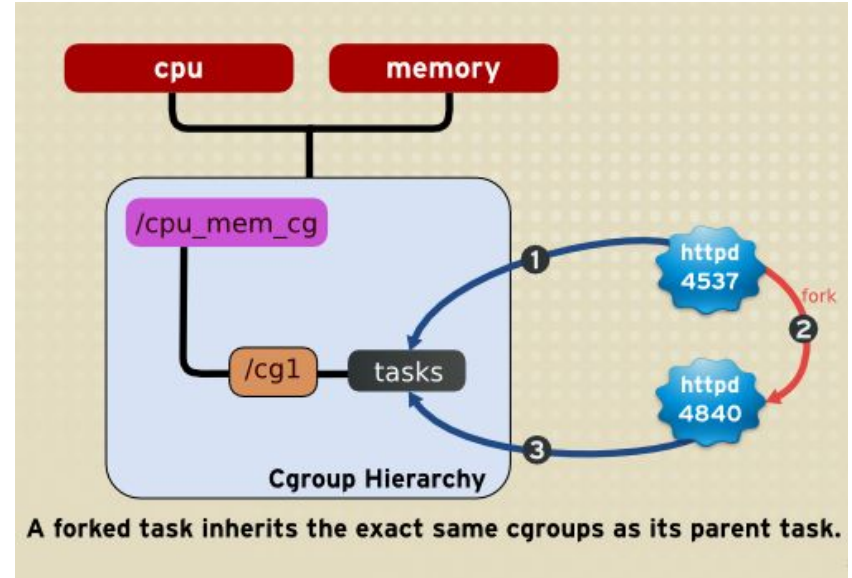 cpu
memory
/cpu_mem_cg
1
httpd
4537
fork
2
/cg1
tasks
httpd
4840
3
Cgroup Hierarchy
A forked task inherits the exact same cgroups as its parent task.